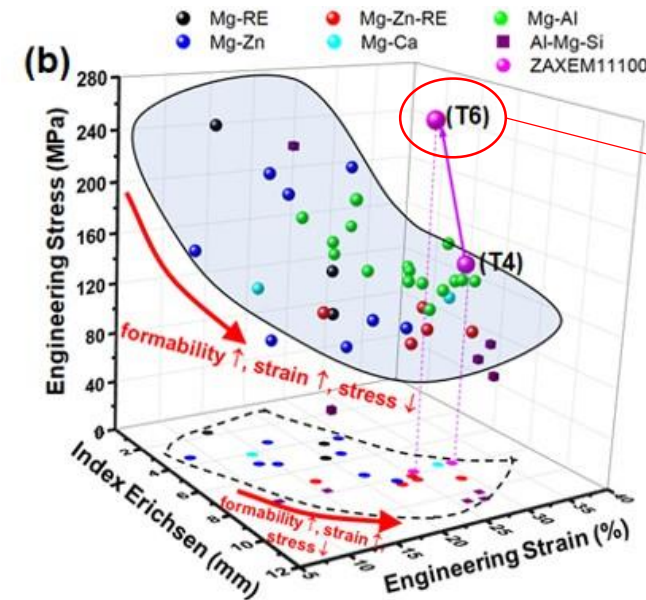 Mg-RE Mg-Zn-RE Mg-Al
Mg-Zn Mg-Ca Al-Mg-Si
ZAXEM11100
(b)
280
240
200
160
120
80
40
0
Engineering Stress (MPa)
(T6)
(T4)
formability ↑, strain ↑, stress ↓
formability ↑, strain ↑,
stress ↓
2
4
6
8
10
12
Index Erichsen (mm)
5
10
15
20
25
30
35
40
Engineering Strain (%)